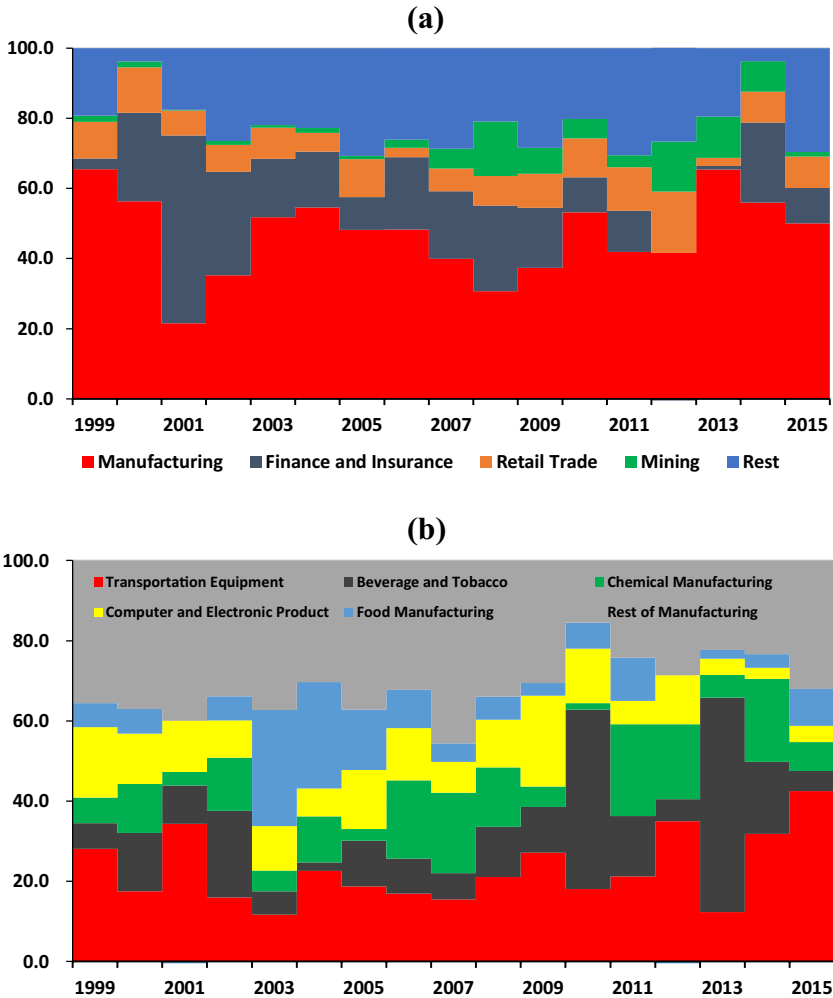 (a)
100.0
80.0
60.0
40.0
20.0
0.0
1999 2001 2003 2005 2007 2009 2011 2013 2015
Manufacturing Finance and Insurance Retail Trade Mining Rest
(b)
100.0
Transportation Equipment Beverage and Tobacco Chemical Manufacturing
Computer and Electronic Product Food Manufacturing Rest of Manufacturing
80.0
60.0
40.0
20.0
0.0
1999 2001 2003 2005 2007 2009 2011 2013 2015